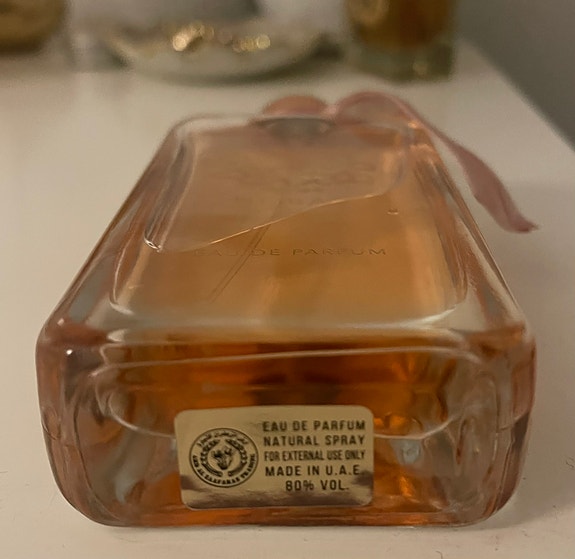 EAU DE PARFUM
EAU DE PARFUM
NATURAL SPRAY
FOR EXTERNAL USE ONLY
MADE IN U.A.E
80% VOL.